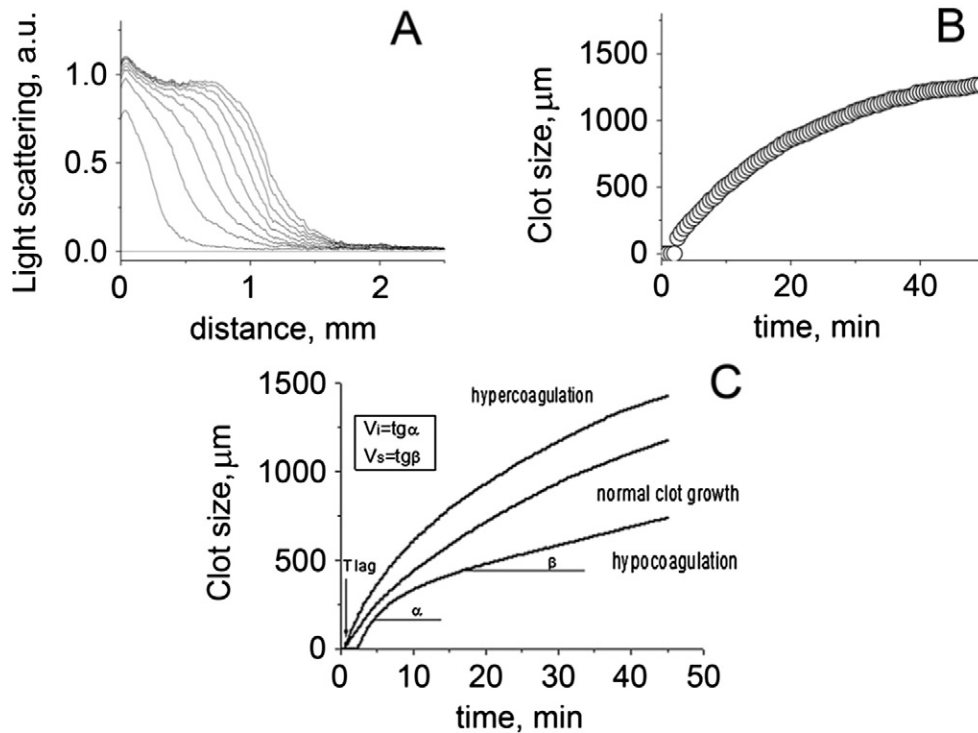 A
Light scattering, a.u.
1.0
0.5
0.0
0 1 2
distance, mm
B
Clot size, μm
1500
1000
500
0
0 20 40
time, min
C
Clot size, μm
1500
1000
500
0
hypercoagulation
Vi=tgα
Vs=tgβ
normal clot growth
T lag
β
hypocoagulation
α
0 10 20 30 40 50
time, min